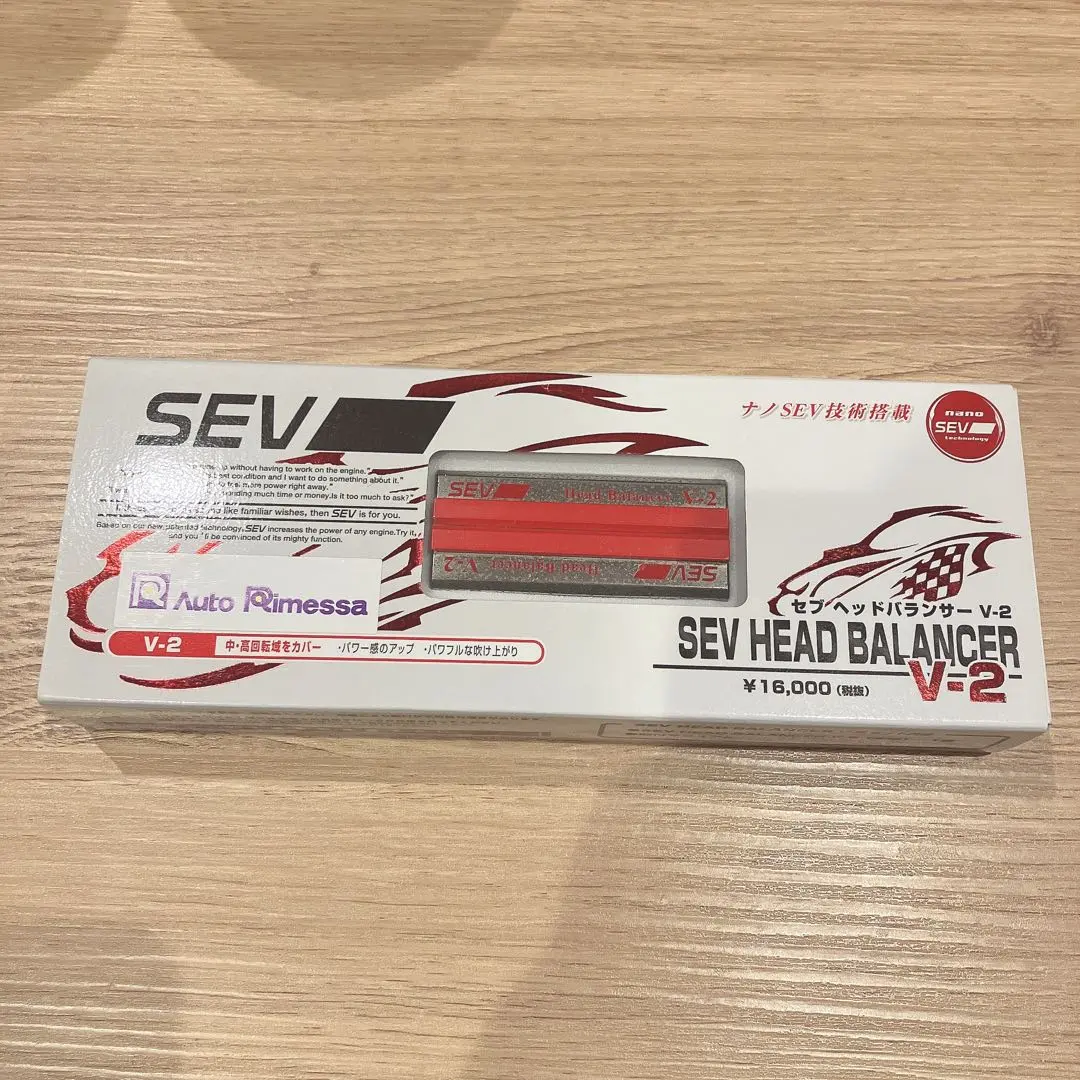 SEV
ナノSEV技術搭載
nano
SEV
technology
without having to work on the engine."
condition and I want to do something about it."
more power right away."
much time or money.Is it too much to ask?"
like familiar wishes, then SEV is for you.
Based on our new patented technology,SEV increases the power of any engine.Try it,
and you'll be convinced of its mighty function.
SEV Head Balancer V-2
SEV Head Balancer V-2
Auto Rimessa
V-2 中・高回転域をカバー ・パワー感のアップ ・パワフルな吹け上がり
セブ ヘッドバランサー V-2
SEV HEAD BALANCER
V-2
¥16,000(税抜)